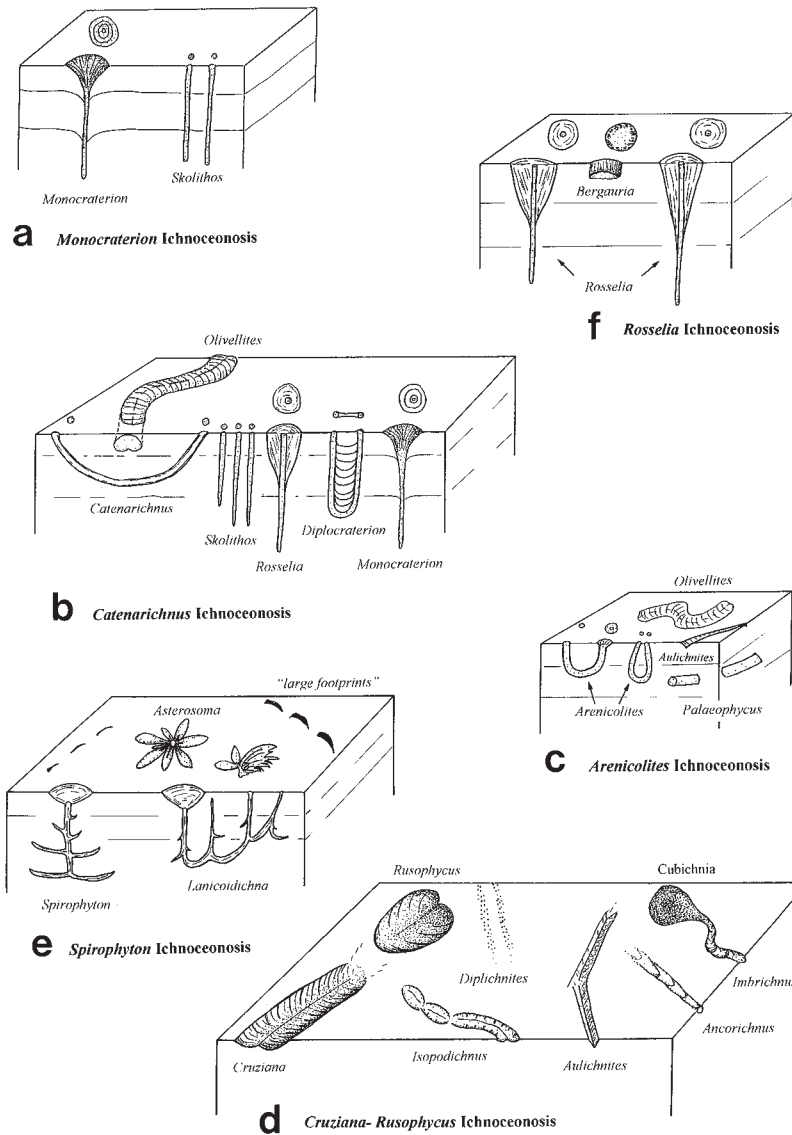 Monocraterion
Skolithos
a Monocraterion Ichnoceonosis
Bergauria
Rosselia
f Rosselia Ichnoceonosis
Olivellites
Catenarichnus
Skolithos
Rosselia
Diplocraterion
Monocraterion
b Catenarichnus Ichnoceonosis
Olivellites
Aulichnites
Arenicolites
Palaeophycus
c Arenicolites Ichnoceonosis
"large footprints"
Asterosoma
Spirophyton
Lanicoidichna
e Spirophyton Ichnoceonosis
Rusophycus
Cubichnia
Diplichnites
Imbrichnus
Ancorichnus
Cruziana
Isopodichnus
Aulichnites
d Cruziana- Rusophycus Ichnoceonosis